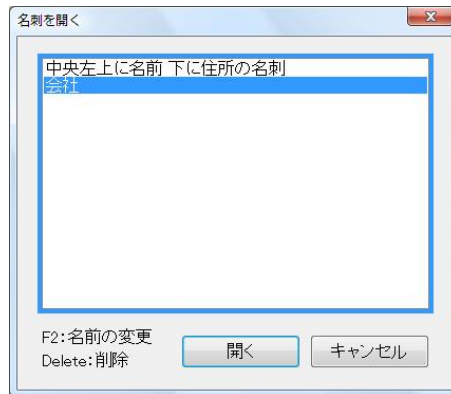 名刺を開く
中央左上に名前 下に住所の名刺
会社
F2:名前の変更
Delete:削除
開く
キャンセル